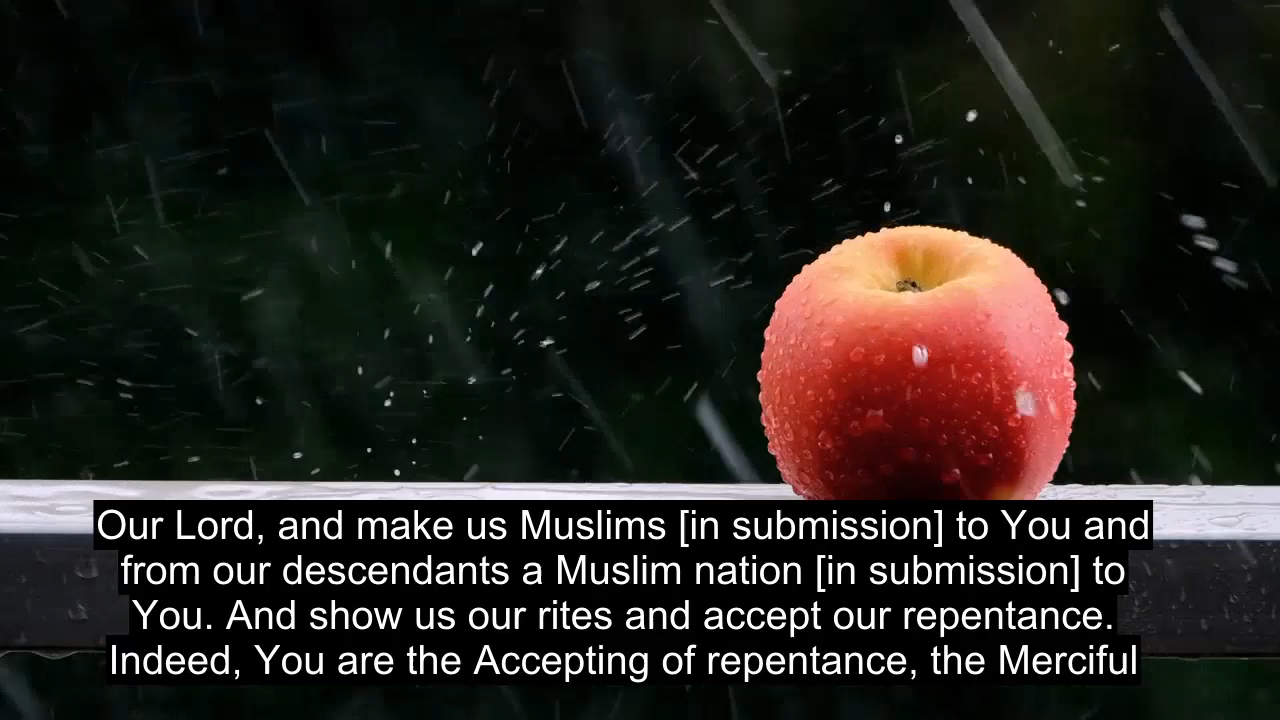 Our Lord, and make us Muslims [in submission] to You and
from our descendants a Muslim nation [in submission] to
You. And show us our rites and accept our repentance.
Indeed, You are the Accepting of repentance, the Merciful